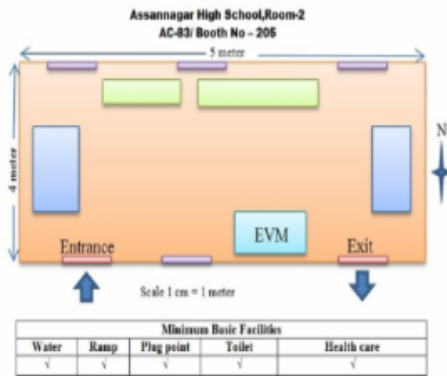 Assannagar High School,Room-2
AC-83/ Booth No – 205
5 meter
4 meter
N
EVM
Entrance
Exit
Scale 1 cm = 1 meter
Minimum Basic Facilities
Water Ramp Plug point Toilet Health care
√ √ √ √ √